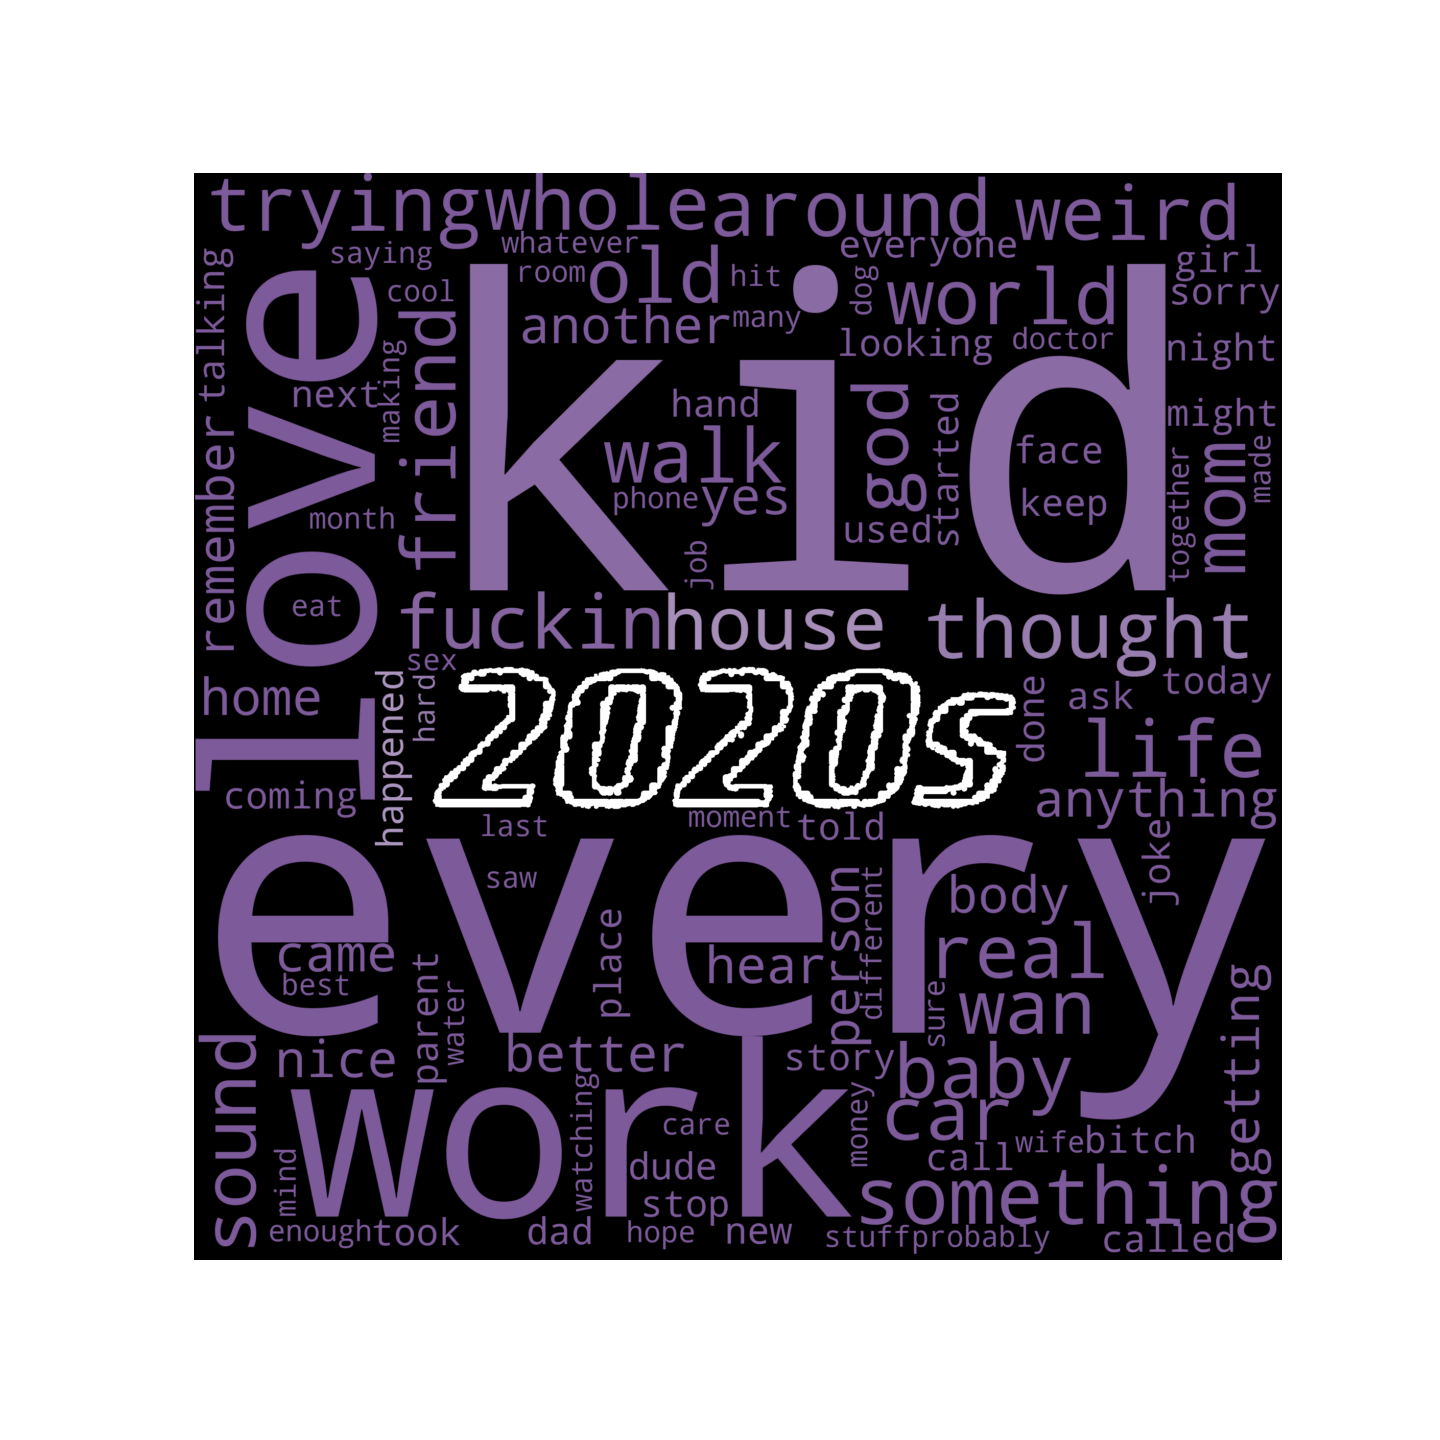 trying
whole
around
weird
saying
whatever
everyone
girl
talking
room
old
hit
dog
world
sorry
cool
love
kid
friend
another
many
looking
doctor
night
making
next
hand
god
started
might
remember
walk
face
mom
made
month
phone
yes
used
keep
together
job
eat
fuckin
house
thought
sex
home
hard
happened
2020s
done
ask
today
life
coming
anything
last
moment
told
joke
every
saw
person
different
body
place
came
hear
real
best
parent
water
sure
wan
getting
sound
nice
better
story
baby
work
watching
money
car
care
call
wife
bitch
mind
dude
stop
something
enough
took
dad
hope
new
stuff
probably
called